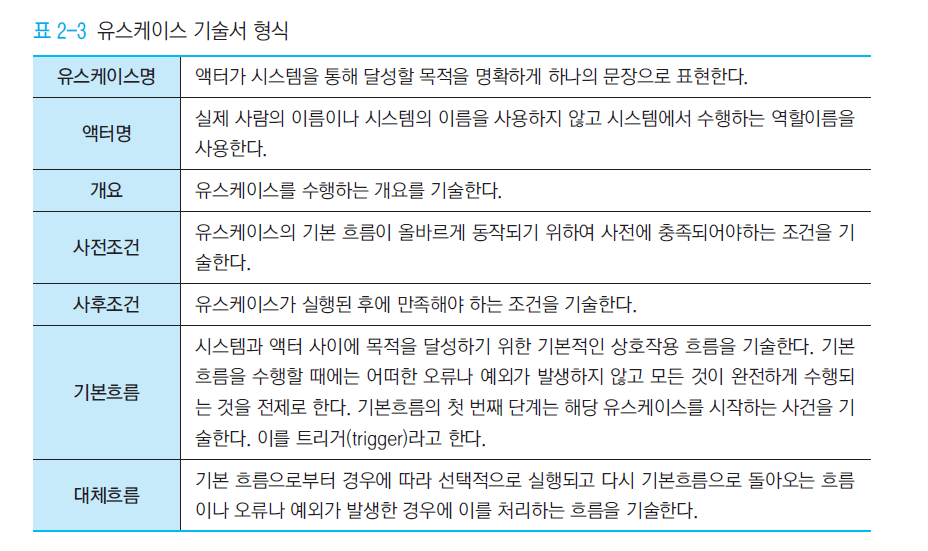 표 2-3 유스케이스 기술서 형식
유스케이스명
액터가 시스템을 통해 달성할 목적을 명확하게 하나의 문장으로 표현한다.
액터명
실제 사람의 이름이나 시스템의 이름을 사용하지 않고 시스템에서 수행하는 역할이름을
사용한다.
개요
유스케이스를 수행하는 개요를 기술한다.
사전조건
유스케이스의 기본 흐름이 올바르게 동작되기 위하여 사전에 충족되어야하는 조건을 기
술한다.
사후조건
유스케이스가 실행된 후에 만족해야 하는 조건을 기술한다.
기본흐름
시스템과 액터 사이에 목적을 달성하기 위한 기본적인 상호작용 흐름을 기술한다. 기본
흐름을 수행할 때에는 어떠한 오류나 예외가 발생하지 않고 모든 것이 완전하게 수행되
는 것을 전제로 한다. 기본흐름의 첫 번째 단계는 해당 유스케이스를 시작하는 사건을 기
술한다. 이를 트리거(trigger)라고 한다.
대체흐름
기본 흐름으로부터 경우에 따라 선택적으로 실행되고 다시 기본흐름으로 돌아오는 흐름
이나 오류나 예외가 발생한 경우에 이를 처리하는 흐름을 기술한다.